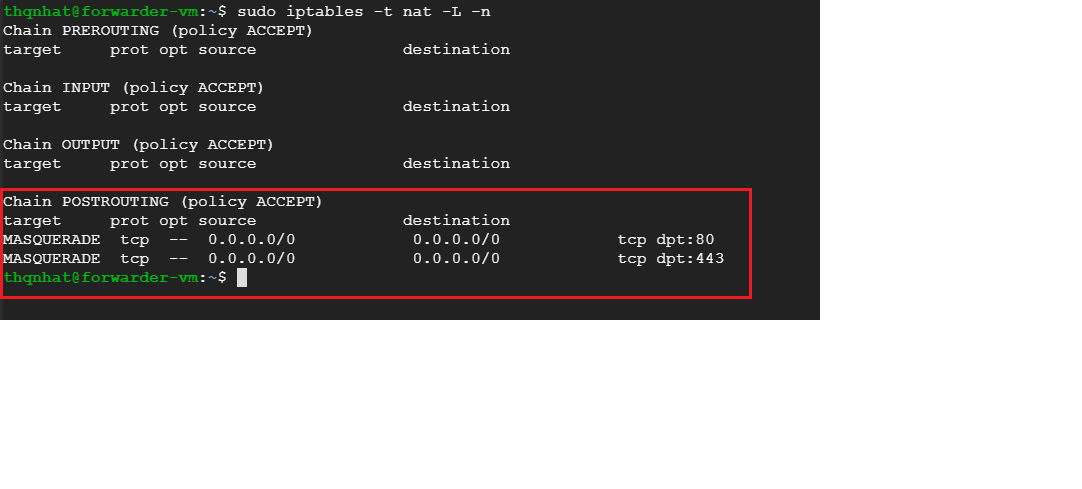 thqnhat@forwarder-vm:~$ sudo iptables -t nat -L -n
Chain PREROUTING (policy ACCEPT)
target     prot opt source               destination

Chain INPUT (policy ACCEPT)
target     prot opt source               destination

Chain OUTPUT (policy ACCEPT)
target     prot opt source               destination

Chain POSTROUTING (policy ACCEPT)
target     prot opt source               destination
MASQUERADE  tcp  --  0.0.0.0/0            0.0.0.0/0            tcp dpt:80
MASQUERADE  tcp  --  0.0.0.0/0            0.0.0.0/0            tcp dpt:443
thqnhat@forwarder-vm:~$